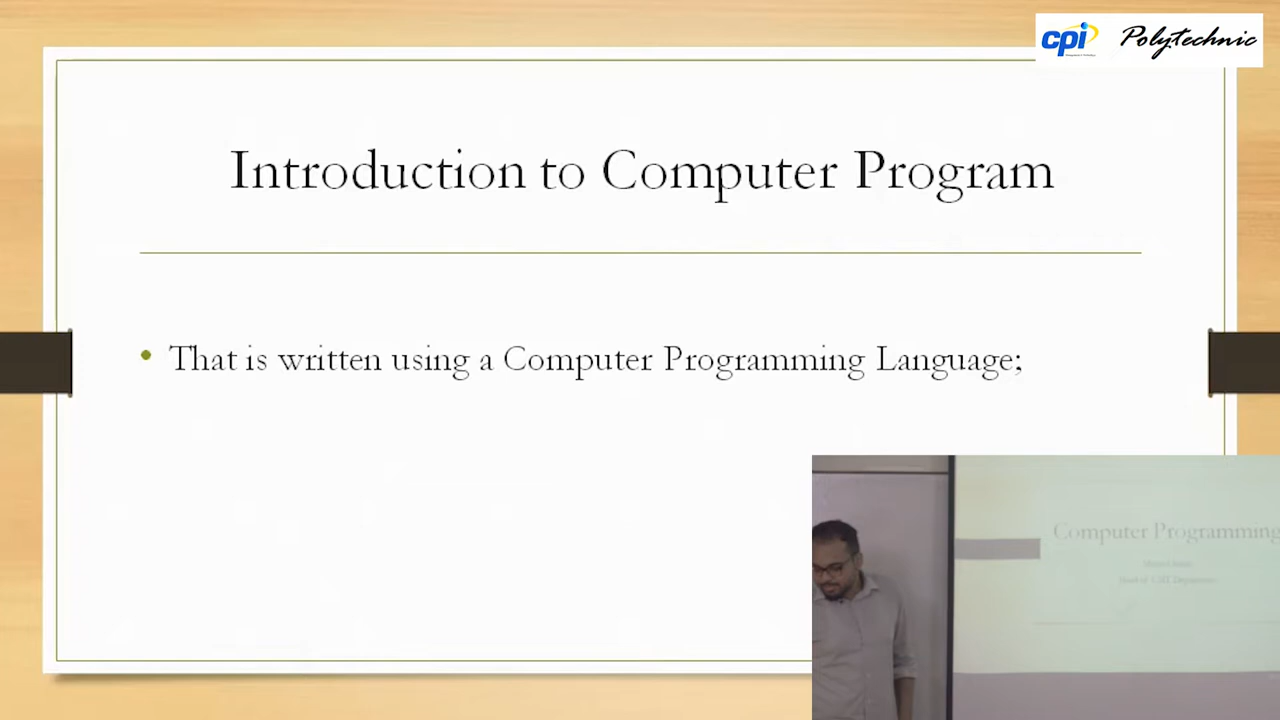 cpi Polytechnic
Introduction to Computer Program
• That is written using a Computer Programming Language;
Computer Programming